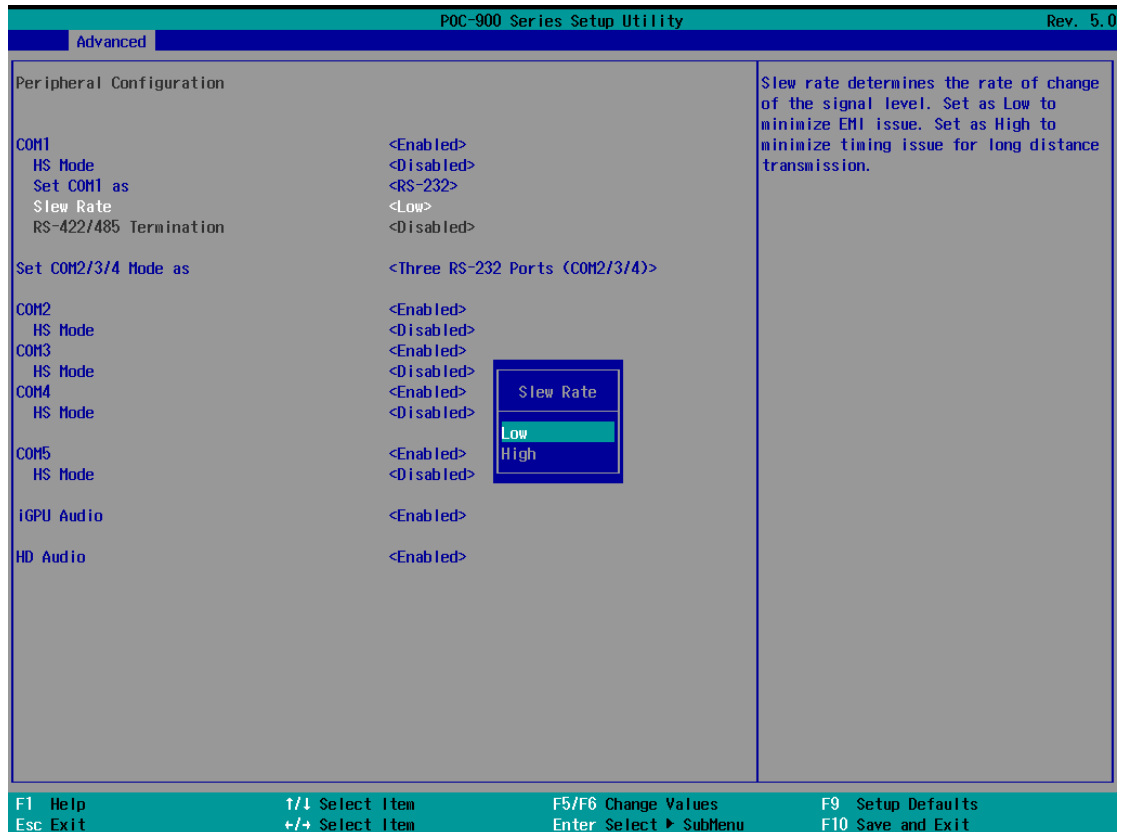 POC-900 Series Setup Utility Rev. 5.0
Advanced
Peripheral Configuration
COM1 <Enabled>
HS Mode <Disabled>
Set COM1 as <RS-232>
Slew Rate <Low>
RS-422/485 Termination <Disabled>
Set COM2/3/4 Mode as <Three RS-232 Ports (COM2/3/4)>
COM2 <Enabled>
HS Mode <Disabled>
COM3 <Enabled>
HS Mode <Disabled>
COM4 <Enabled>
HS Mode <Disabled>
COM5 <Enabled>
HS Mode <Disabled>
iGPU Audio <Enabled>
HD Audio <Enabled>
Slew Rate
Low
High
Slew rate determines the rate of change
of the signal level. Set as Low to
minimize EMI issue. Set as High to
minimize timing issue for long distance
transmission.
F1 Help ↑/↓ Select Item F5/F6 Change Values F9 Setup Defaults
Esc Exit ←/→ Select Item Enter Select ▶ SubMenu F10 Save and Exit